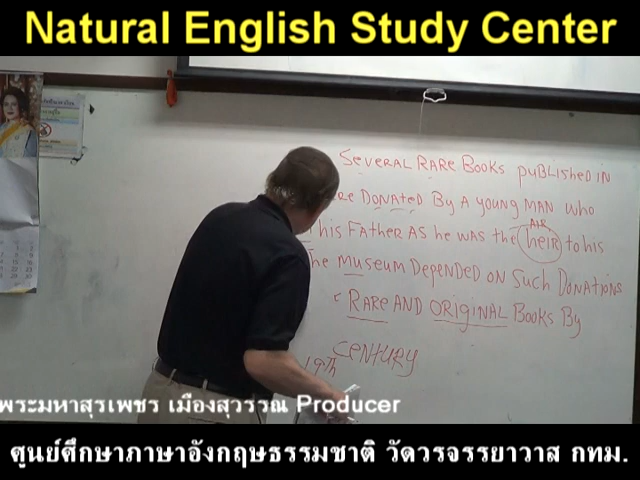 Natural English Study Center
SEVERAL RARE BOOKS puBLISHED IN
re DONATED By A youNG MAN who
AIR
This FATHER AS he WAS the heIR to his
The MuseuM DepeNDeD ON Such DONATIONS
RARE AND ORIGINAL BOOKS By
19Th CENTURY
พระมหาสุรเพชร เมืองสุวรรณ Producer
ศูนย์ศึกษาภาษาอังกฤษธรรมชาติ วัดวรจรรยาวาส กทม.